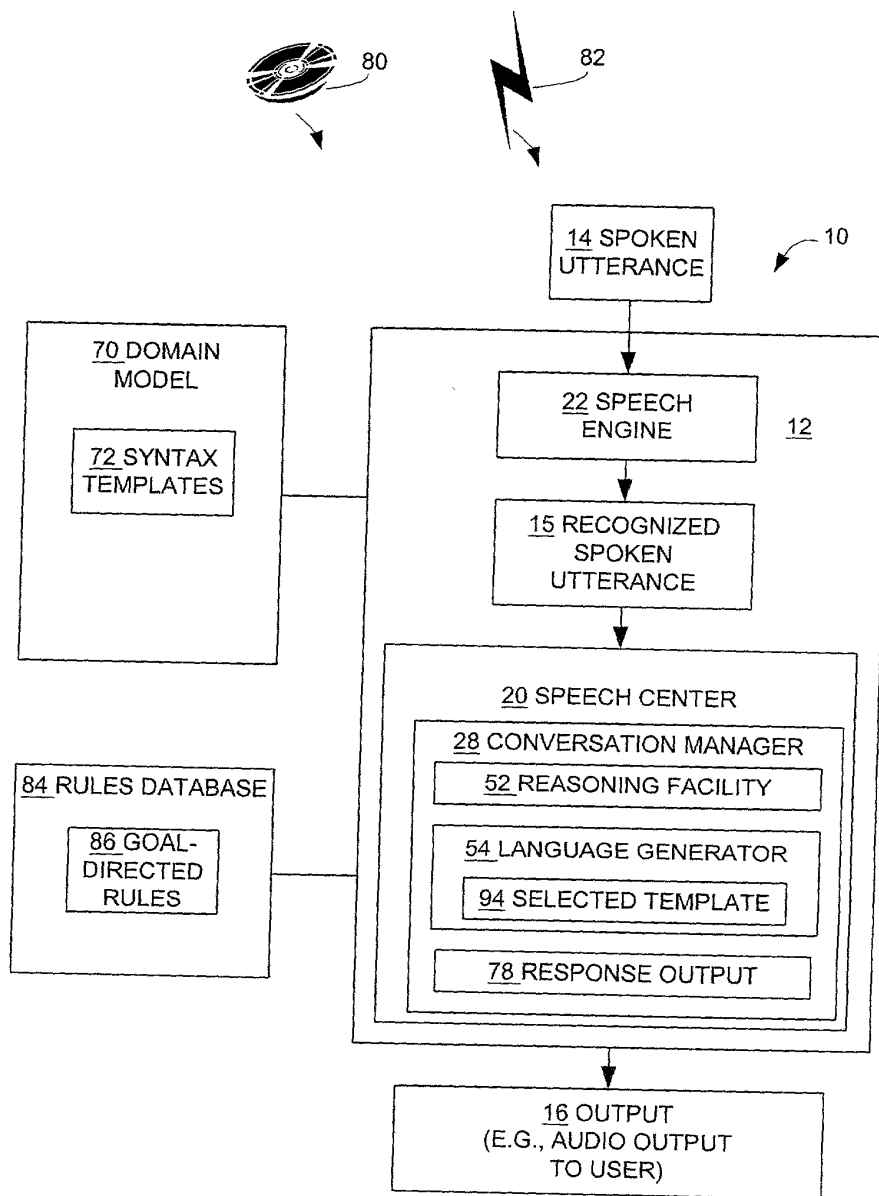 80
82
14 SPOKEN
UTTERANCE
10
70 DOMAIN
MODEL
72 SYNTAX
TEMPLATES
22 SPEECH
ENGINE
12
15 RECOGNIZED
SPOKEN
UTTERANCE
20 SPEECH CENTER
28 CONVERSATION MANAGER
52 REASONING FACILITY
84 RULES DATABASE
86 GOAL-
DIRECTED
RULES
54 LANGUAGE GENERATOR
94 SELECTED TEMPLATE
78 RESPONSE OUTPUT
16 OUTPUT
(E.G., AUDIO OUTPUT
TO USER)